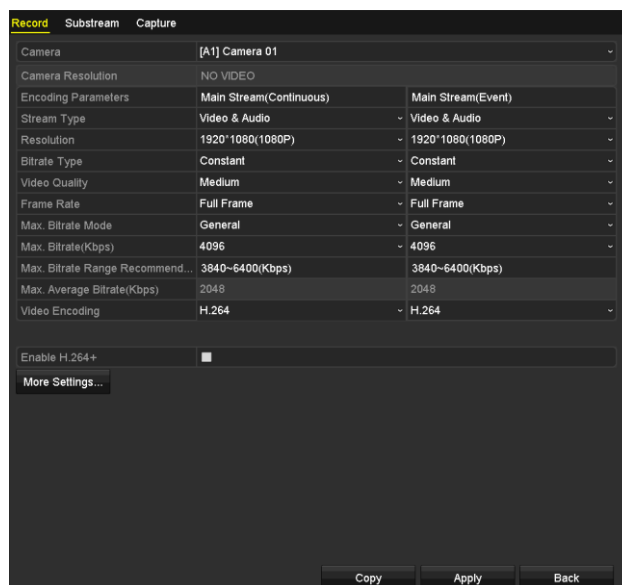 Record Substream Capture
Camera [A1] Camera 01
Camera Resolution NO VIDEO
Encoding Parameters Main Stream(Continuous) Main Stream(Event)
Stream Type Video & Audio Video & Audio
Resolution 1920*1080(1080P) 1920*1080(1080P)
Bitrate Type Constant Constant
Video Quality Medium Medium
Frame Rate Full Frame Full Frame
Max. Bitrate Mode General General
Max. Bitrate(Kbps) 4096 4096
Max. Bitrate Range Recommend... 3840~6400(Kbps) 3840~6400(Kbps)
Max. Average Bitrate(Kbps) 2048 2048
Video Encoding H.264 H.264
Enable H.264+
More Settings...
Copy Apply Back